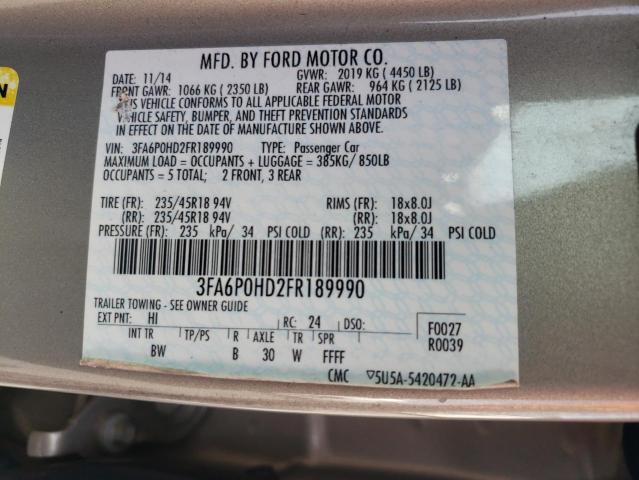 N
MFD. BY FORD MOTOR CO.
DATE: 11/14 GVWR: 2019 KG ( 4450 LB)
FRONT GAWR: 1066 KG ( 2350 LB) REAR GAWR: 964 KG ( 2125 LB)
IS VEHICLE CONFORMS TO ALL APPLICABLE FEDERAL MOTOR
VEHICLE SAFETY, BUMPER, AND THEFT PREVENTION STANDARDS
IN EFFECT ON THE DATE OF MANUFACTURE SHOWN ABOVE.
VIN: 3FA6P0HD2FR189990 TYPE: Passenger Car
MAXIMUM LOAD = OCCUPANTS + LUGGAGE = 385KG/ 850LB
OCCUPANTS: 5 TOTAL; 2 FRONT, 3 REAR
TIRE (FR): 235/45R18 94V RIMS (FR): 18x8.0J
(RR): 235/45R18 94V (RR): 18x8.0J
PRESSURE (FR): 235 kPa/ 34 PSI COLD (RR): 235 kPa/ 34 PSI COLD
3FA6P0HD2FR189990
TRAILER TOWING - SEE OWNER GUIDE
EXT PNT: HI RC: 24 DSO: F0027
INT TR TP/PS R AXLE TR SPR R0039
BW B 30 W FFFF
CMC ▽5U5A-5420472-AA